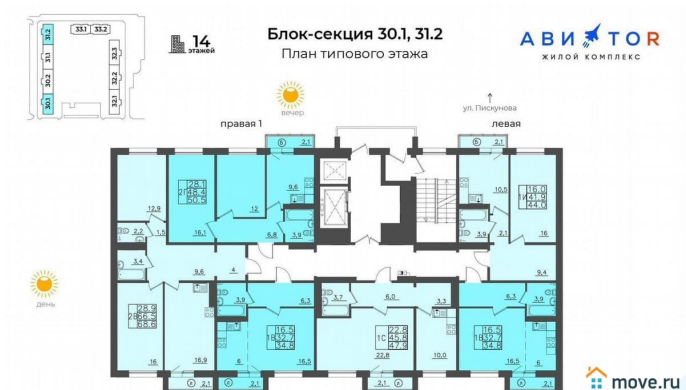 31.2
33.1
33.2
31.1
32.3
30.2
32.2
30.1
32.1
14
этажей
Блок-секция 30.1, 31.2
План типового этажа
АВИАТОR
ЖИЛОЙ КОМПЛЕКС
вечер
ул. Пискунова
правая 1
левая
Б 2,1
Б 2,1
12,9
2Г 28.1 48.4 50.5
12
9,6
10,5
1И 16.0 41.9 44.0
2,2
1,5
16,1
6,8
3,9
3,9
2,1
16
3,4
9,6
4
9,4
день
2В 28.9 66.5 68.6
3,9
6,3
3,7
6,0
3,3
6,3
3,9
1В 16.5 32.7 34.8
1С 22.8 45.8 47.9
1В 16.5 32.7 34.8
16
16,9
6
16,5
22,8
10,0
16,5
6
2,1
2,1
2,1
2,1
2,1
move.ru